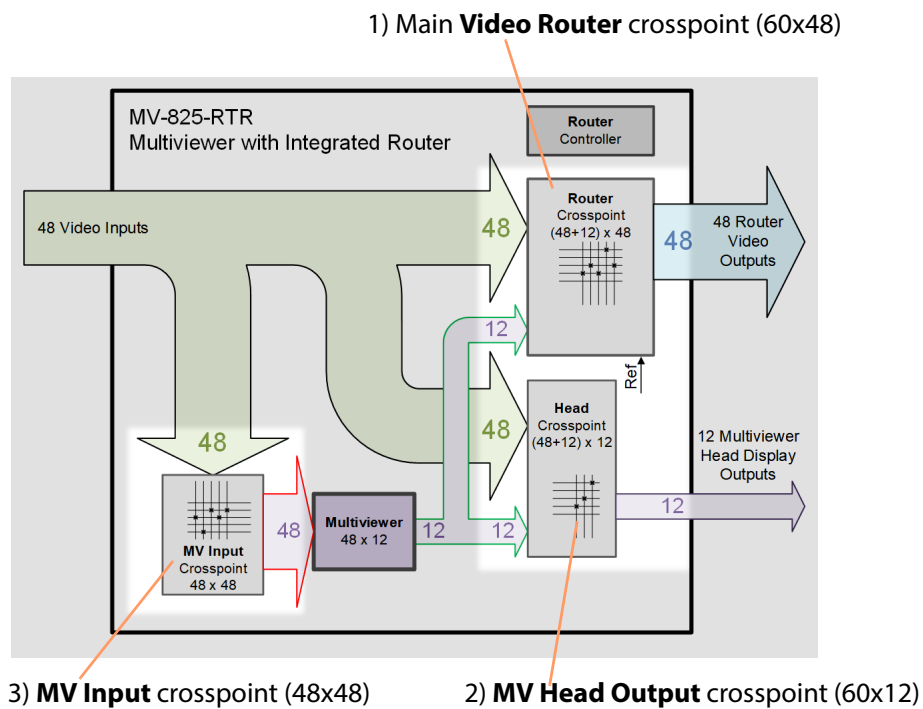 1) Main Video Router crosspoint (60x48)
MV-825-RTR
Multiviewer with Integrated Router
Router
Controller
48 Video Inputs
48
Router
Crosspoint
(48+12) x 48
48
48 Router
Video
Outputs
12
Ref
48
48
Head
Crosspoint
(48+12) x 12
12 Multiviewer
Head Display
Outputs
MV Input
Crosspoint
48 x 48
48
Multiviewer
48 x 12
12
12
12
3) MV Input crosspoint (48x48)
2) MV Head Output crosspoint (60x12)